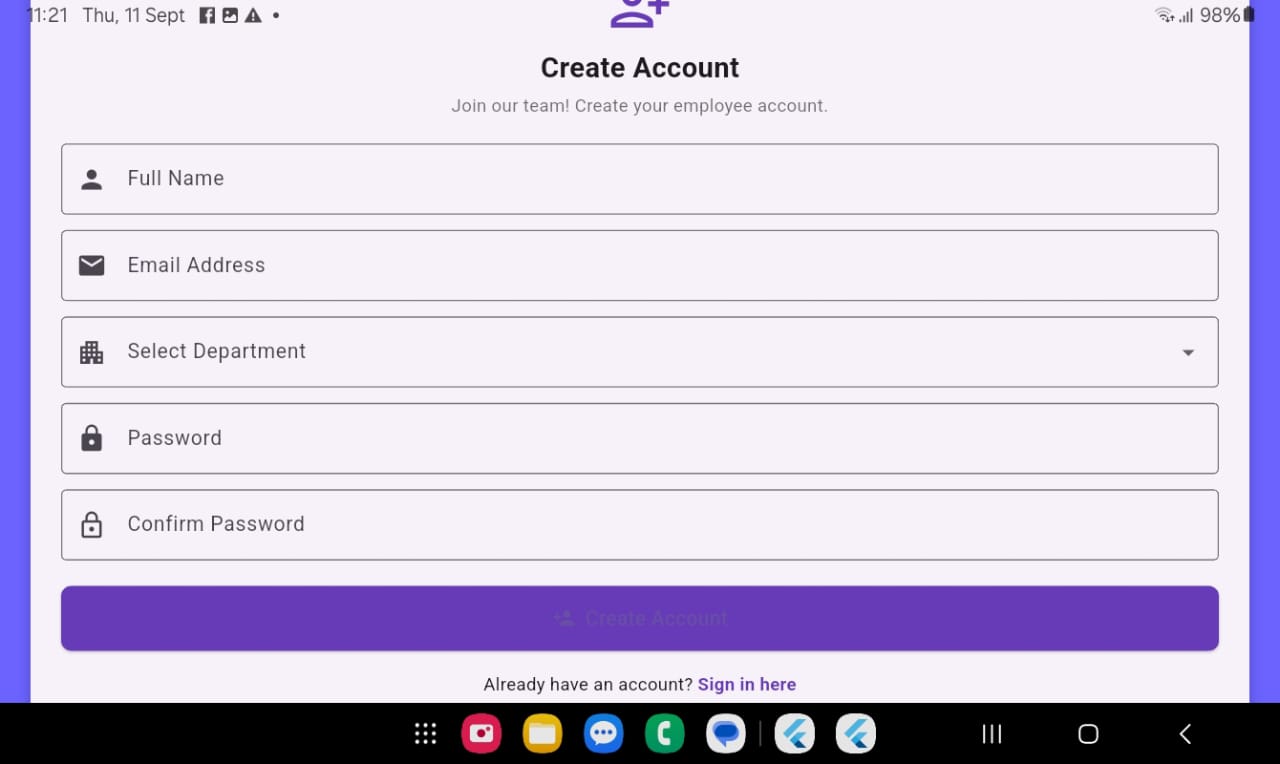 11:21 Thu, 11 Sept 98%
Create Account
Join our team! Create your employee account.
Full Name
Email Address
Select Department
Password
Confirm Password
Create Account
Already have an account? Sign in here